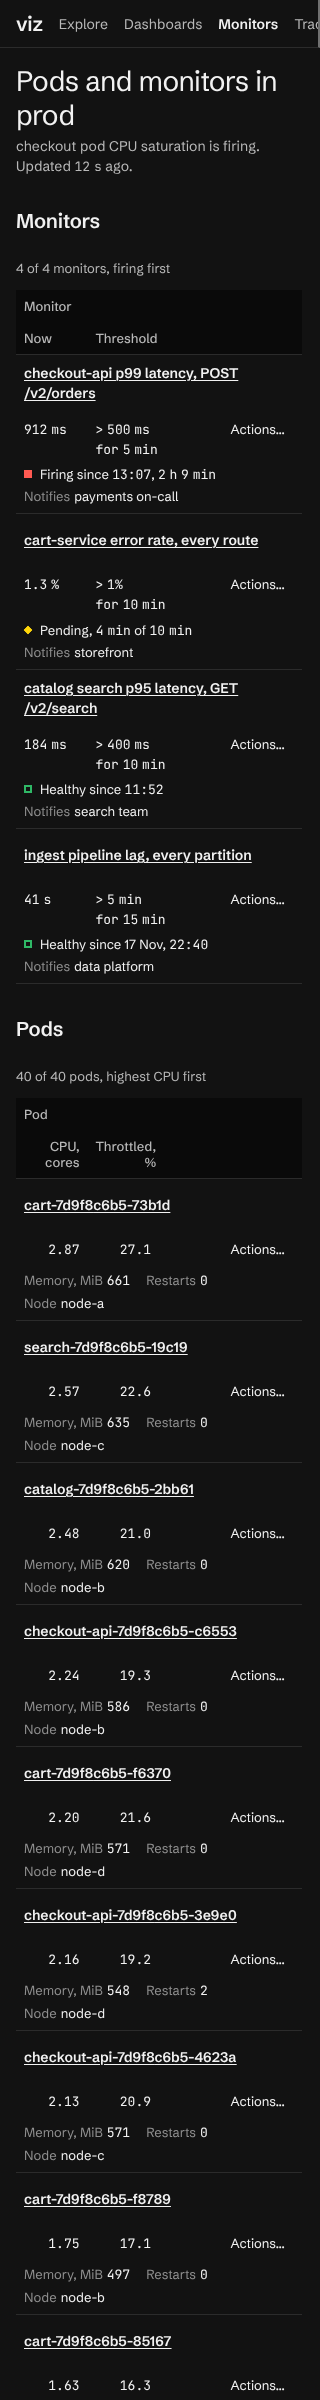 viz Explore Dashboards Monitors
Pods and monitors in
prod
checkout pod CPU saturation is firing.
Updated 12 s ago.
Monitors
4 of 4 monitors, firing first
Monitor
Now Threshold
checkout-api p99 latency, POST
/v2/orders
912 ms > 500 ms Actions…
for 5 min
Firing since 13:07, 2 h 9 min
Notifies payments on-call
cart-service error rate, every route
1.3 % > 1% Actions…
for 10 min
Pending, 4 min of 10 min
Notifies storefront
catalog search p95 latency, GET
/v2/search
184 ms > 400 ms Actions…
for 10 min
Healthy since 11:52
Notifies search team
ingest pipeline lag, every partition
41 s > 5 min Actions…
for 15 min
Healthy since 17 Nov, 22:40
Notifies data platform
Pods
40 of 40 pods, highest CPU first
Pod
CPU, Throttled,
cores %
cart-7d9f8c6b5-73b1d
2.87 27.1 Actions…
Memory, MiB 661 Restarts 0
Node node-a
search-7d9f8c6b5-19c19
2.57 22.6 Actions…
Memory, MiB 635 Restarts 0
Node node-c
catalog-7d9f8c6b5-2bb61
2.48 21.0 Actions…
Memory, MiB 620 Restarts 0
Node node-b
checkout-api-7d9f8c6b5-c6553
2.24 19.3 Actions…
Memory, MiB 586 Restarts 0
Node node-b
cart-7d9f8c6b5-f6370
2.20 21.6 Actions…
Memory, MiB 571 Restarts 0
Node node-d
checkout-api-7d9f8c6b5-3e9e0
2.16 19.2 Actions…
Memory, MiB 548 Restarts 2
Node node-d
checkout-api-7d9f8c6b5-4623a
2.13 20.9 Actions…
Memory, MiB 571 Restarts 0
Node node-c
cart-7d9f8c6b5-f8789
1.75 17.1 Actions…
Memory, MiB 497 Restarts 0
Node node-b
cart-7d9f8c6b5-85167
1.63 16.3 Actions…